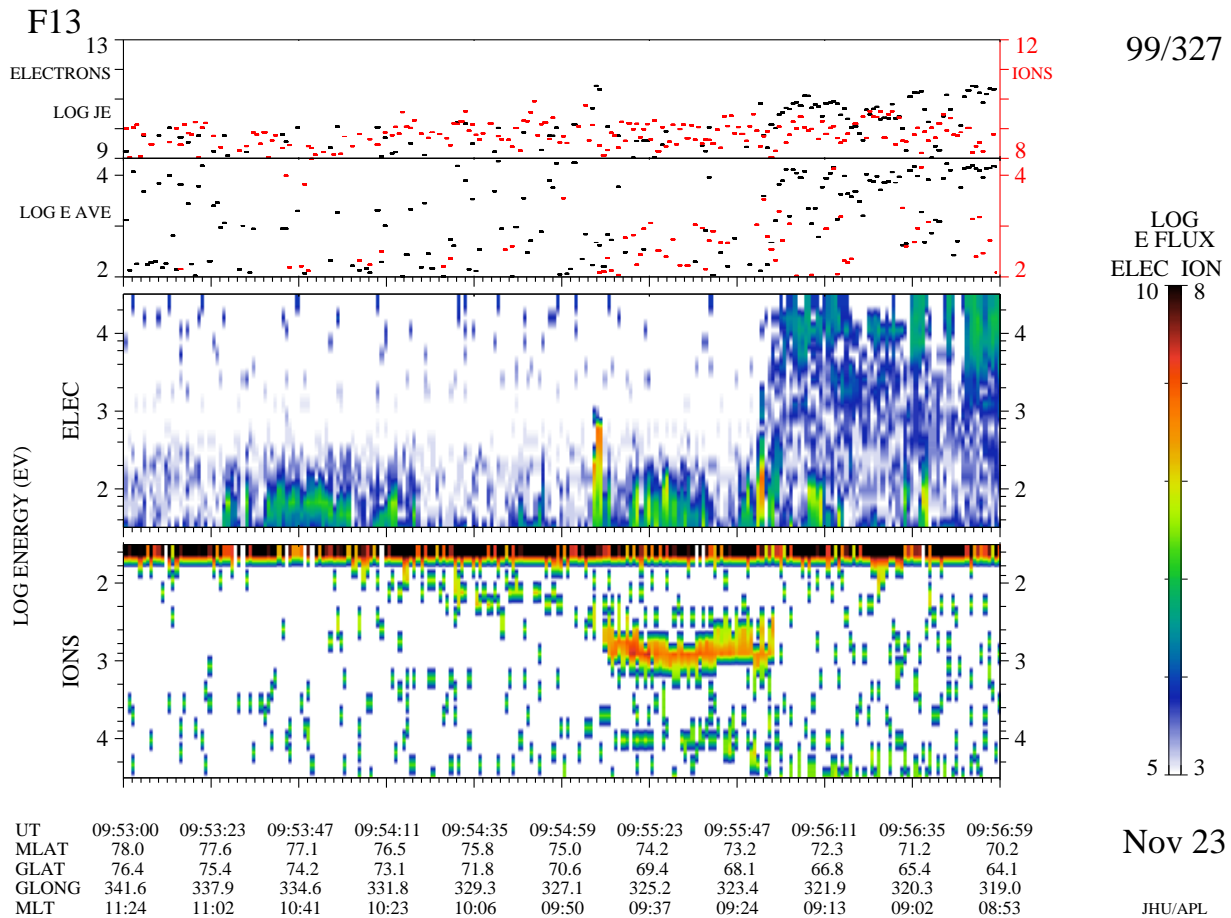 F13
99/327
13
12
ELECTRONS
IONS
LOG JE
9
8
4
4
LOG E AVE
2
2
LOG
E FLUX
ELEC ION
10 8
5 3
LOG ENERGY (EV)
ELEC
4
4
3
3
2
2
IONS
2
2
3
3
4
4
UT 09:53:00 09:53:23 09:53:47 09:54:11 09:54:35 09:54:59 09:55:23 09:55:47 09:56:11 09:56:35 09:56:59
MLAT 78.0 77.6 77.1 76.5 75.8 75.0 74.2 73.2 72.3 71.2 70.2
GLAT 76.4 75.4 74.2 73.1 71.8 70.6 69.4 68.1 66.8 65.4 64.1
GLONG 341.6 337.9 334.6 331.8 329.3 327.1 325.2 323.4 321.9 320.3 319.0
MLT 11:24 11:02 10:41 10:23 10:06 09:50 09:37 09:24 09:13 09:02 08:53
Nov 23
JHU/APL